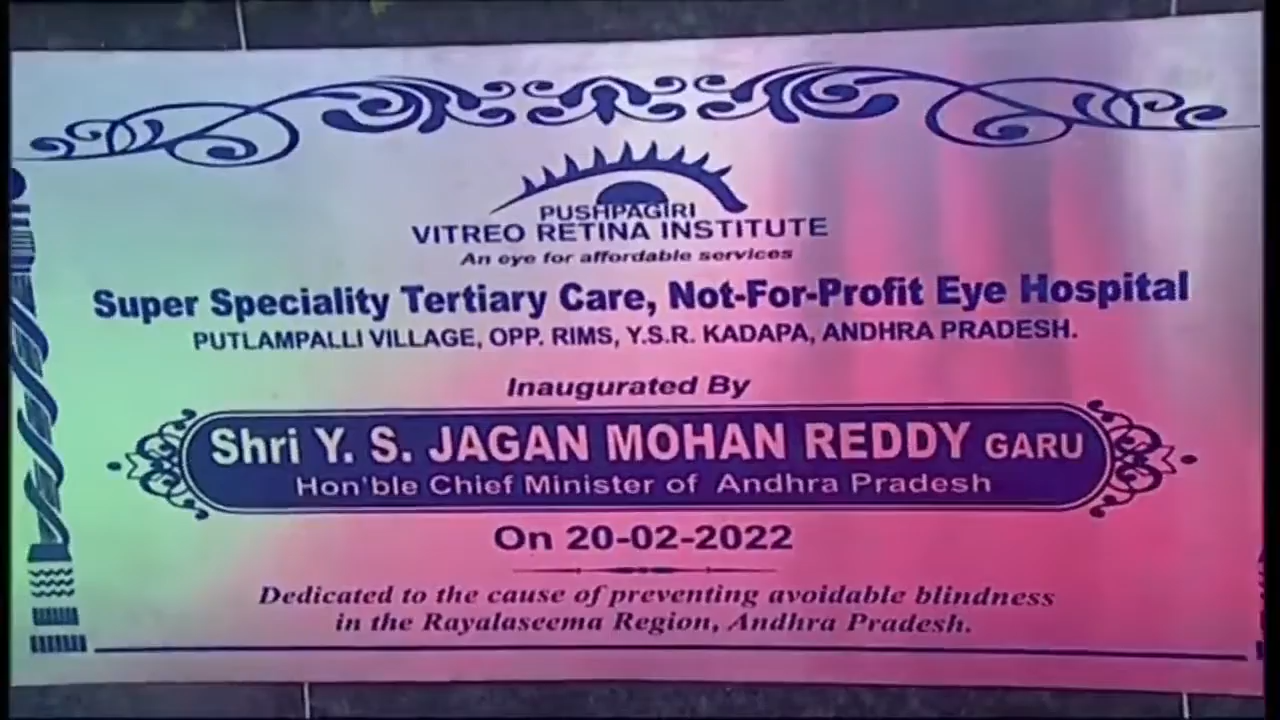 PUSHPAGIRI
VITREO RETINA INSTITUTE
An eye for affordable services
Super Speciality Tertiary Care, Not-For-Profit Eye Hospital
PUTLAMPALLI VILLAGE, OPP. RIMS, Y.S.R. KADAPA, ANDHRA PRADESH.
Inaugurated By
Shri Y. S. JAGAN MOHAN REDDY GARU
Hon'ble Chief Minister of Andhra Pradesh
On 20-02-2022
Dedicated to the cause of preventing avoidable blindness
in the Rayalaseema Region, Andhra Pradesh.